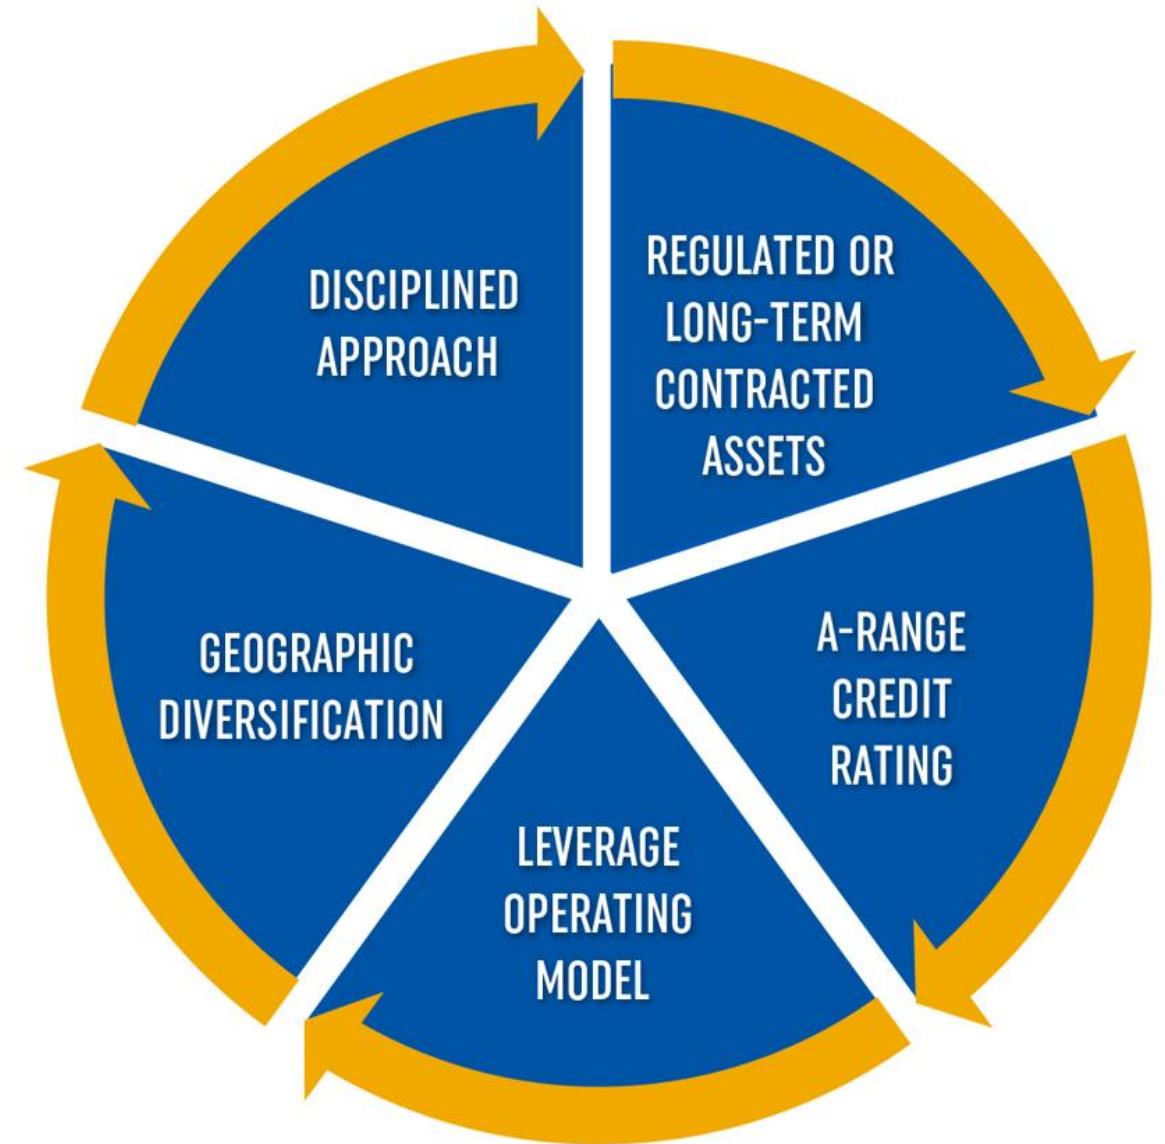 REGULATED OR
LONG-TERM
CONTRACTED
ASSETS
A-RANGE
CREDIT
RATING
LEVERAGE
OPERATING
MODEL
GEOGRAPHIC
DIVERSIFICATION
DISCIPLINED
APPROACH